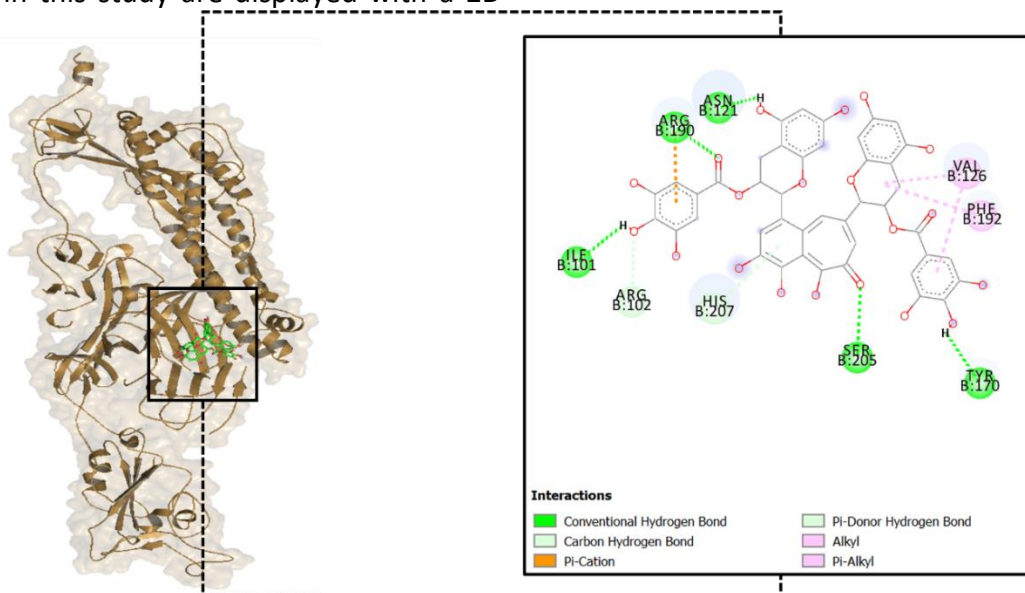 in this study are displayed with a 2D
ASN
B:121
H
ARG
B:190
VAL
B:126
PHE
B:192
H
ILE
B:101
ARG
B:102
HIS
B:207
H
SER
B:205
TYR
B:170
Interactions
Conventional Hydrogen Bond
Carbon Hydrogen Bond
Pi-Cation
Pi-Donor Hydrogen Bond
Alkyl
Pi-Alkyl